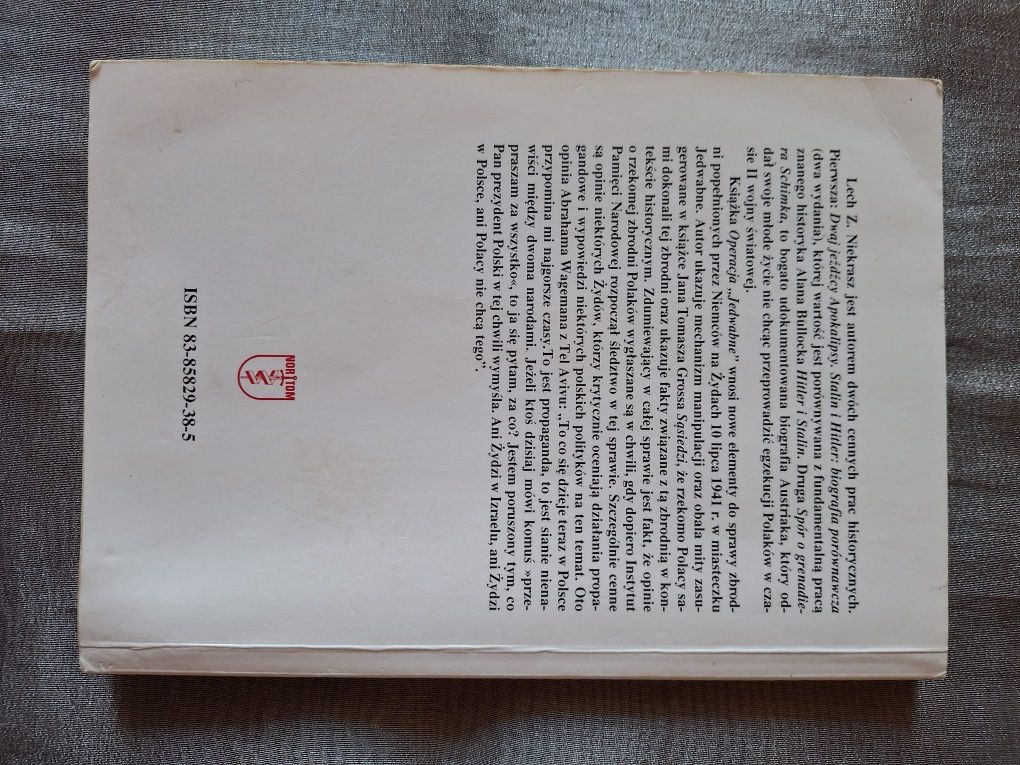 Lech Z. Niekrasz jest autorem dwóch cennych prac historycznych.
Pierwsza: Dwaj jeźdźcy Apokalipsy. Stalin i Hitler: biografia porównawcza
(dwa wydania), której wartość jest porównywana z fundamentalną pracą
znanego historyka Alana Bullocka Hitler i Stalin. Druga Spór o grenadie-
ra Schimka, to bogato udokumentowana biografia Austriaka, który od-
dał swoje młode życie nie chcąc przeprowadzić egzekucji Polaków w cza-
sie II wojny światowej.
Książka Operacja „Jedwabne” wnosi nowe elementy do sprawy zbrod-
ni popełnionych przez Niemców na Żydach 10 lipca 1941 r. w miasteczku
Jedwabne. Autor ukazuje mechanizm manipulacji oraz obala mity zasu-
gerowane w książce Jana Tomasza Grossa Sąsiedzi, że rzekomo Polacy sa-
mi dokonali tej zbrodni oraz ukazuje fakty związane z tą zbrodnią w kon-
tekście historycznym. Zdumiewający w całej sprawie jest fakt, że opinie
o rzekomej zbrodni Polaków wygłaszane są w chwili, gdy dopiero Instytut
Pamięci Narodowej rozpoczął śledztwo w tej sprawie. Szczególnie cenne
są opinie niektórych Żydów, którzy krytycznie oceniają działania propa-
gandowe i wypowiedzi niektórych polskich polityków na ten temat. Oto
opinia Abrahama Wagemana z Tel Avivu: „To co się dzieje teraz w Polsce
przypomina mi najgorsze czasy. To jest propaganda, to jest sianie niena-
wiści między dwoma narodami. Jeżeli ktoś dzisiaj mówi komuś »prze-
praszam za wszystko«, to ja się pytam, za co? Jestem poruszony tym, co
Pan prezydent Polski w tej chwili wymyśla. Ani Żydzi w Izraelu, ani Żydzi
w Polsce, ani Polacy nie chcą tego”.
NORTOM
ISBN 83-85829-38-5